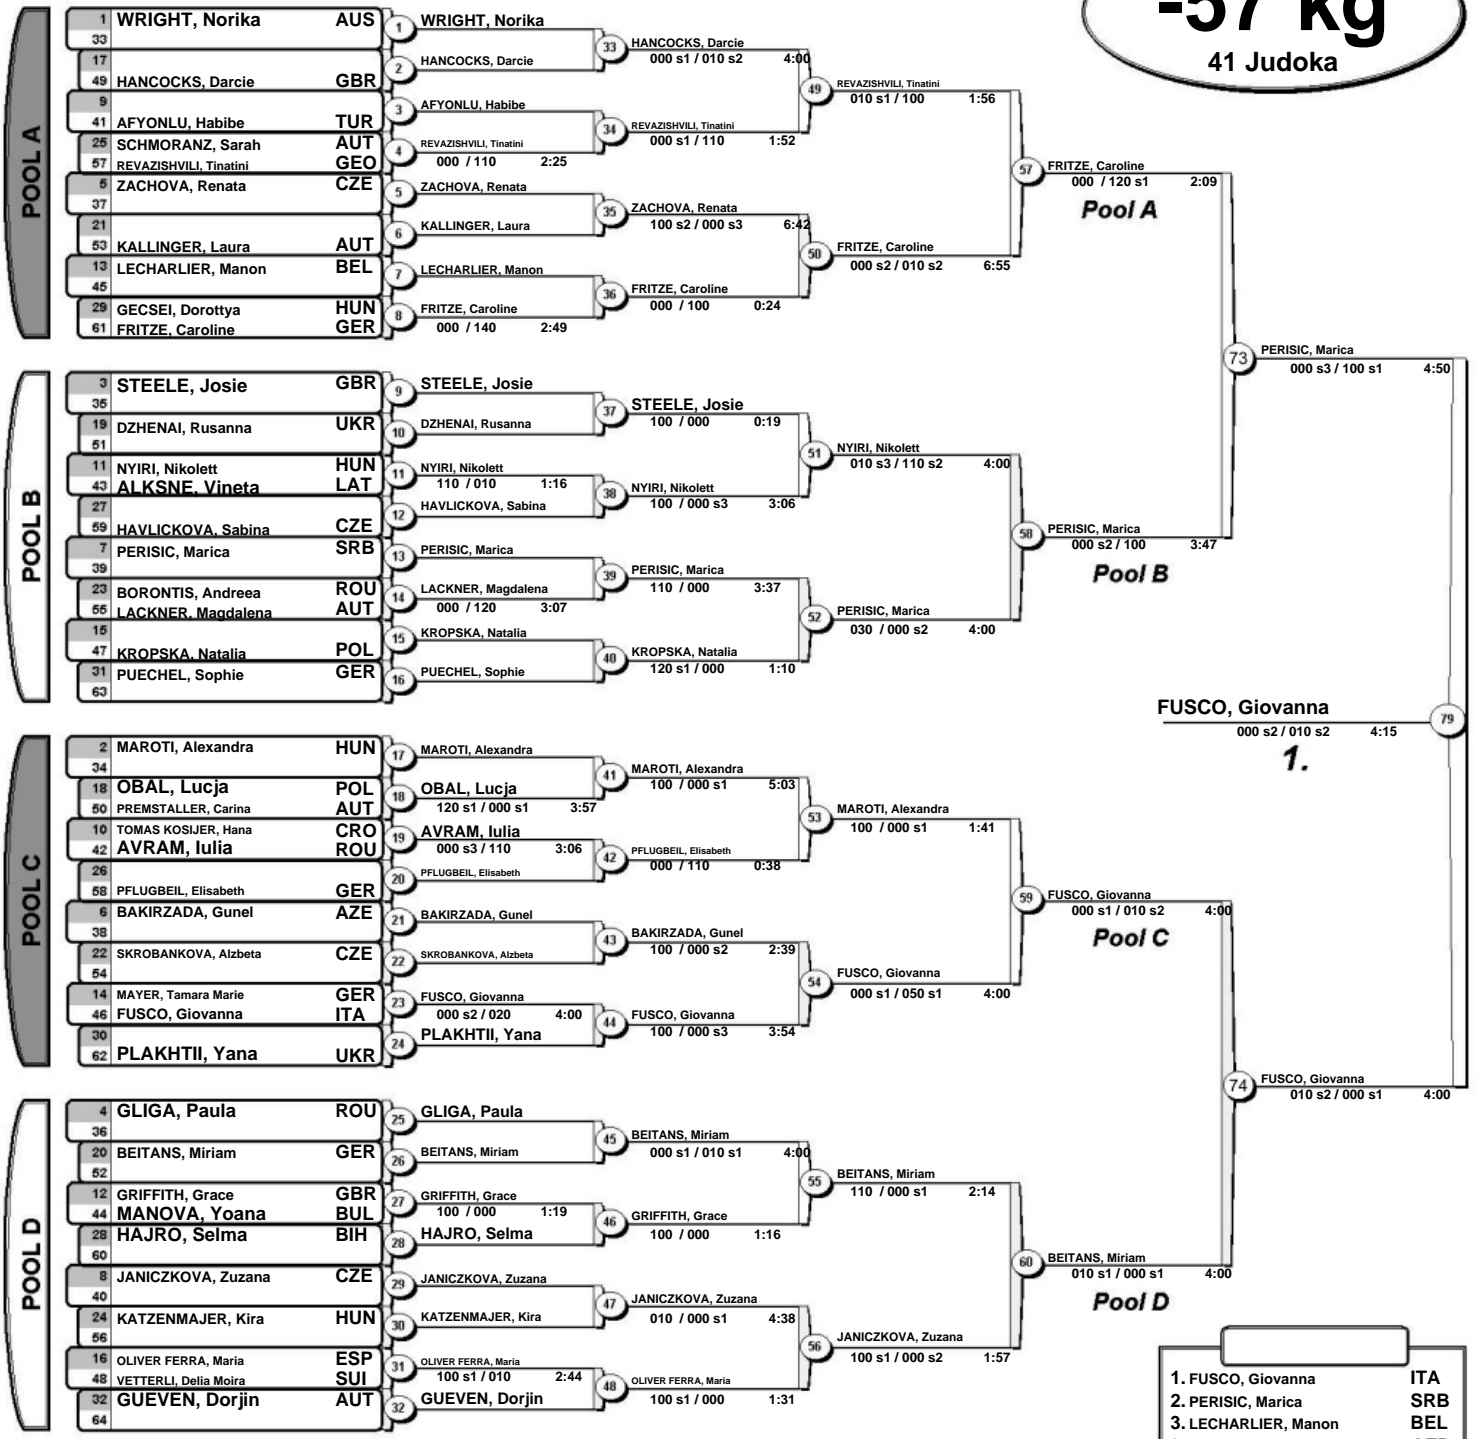 -57 kg
41 Judoka
POOL A
1 WRIGHT, Norika AUS
33
17
49 HANCOCKS, Darcie GBR
9
41 AFYONLU, Habibe TUR
25 SCHMORANZ, Sarah AUT
57 REVAZISHVILI, Tinatini GEO
5 ZACHOVA, Renata CZE
37
21
53 KALLINGER, Laura AUT
13 LECHARLIER, Manon BEL
45
29 GECSEI, Dorottya HUN
61 FRITZE, Caroline GER
1 WRIGHT, Norika
2 HANCOCKS, Darcie
3 AFYONLU, Habibe
4 REVAZISHVILI, Tinatini
000 / 110 2:25
5 ZACHOVA, Renata
6 KALLINGER, Laura
7 LECHARLIER, Manon
8 FRITZE, Caroline
000 / 140 2:49
33 HANCOCKS, Darcie
000 s1 / 010 s2 4:00
34 REVAZISHVILI, Tinatini
000 s1 / 110 1:52
35 ZACHOVA, Renata
100 s2 / 000 s3 6:42
36 FRITZE, Caroline
000 / 100 0:24
49 REVAZISHVILI, Tinatini
010 s1 / 100 1:56
50 FRITZE, Caroline
000 s2 / 010 s2 6:55
57 FRITZE, Caroline
000 / 120 s1 2:09
Pool A
POOL B
3 STEELE, Josie GBR
35
19 DZHENAI, Rusanna UKR
51
11 NYIRI, Nikolett HUN
43 ALKSNE, Vineta LAT
27
59 HAVLICKOVA, Sabina CZE
7 PERISIC, Marica SRB
39
23 BORONTIS, Andreea ROU
55 LACKNER, Magdalena AUT
15
47 KROPSKA, Natalia POL
31 PUECHEL, Sophie GER
63
9 STEELE, Josie
10 DZHENAI, Rusanna
11 NYIRI, Nikolett
110 / 010 1:16
12 HAVLICKOVA, Sabina
13 PERISIC, Marica
14 LACKNER, Magdalena
000 / 120 3:07
15 KROPSKA, Natalia
16 PUECHEL, Sophie
37 STEELE, Josie
100 / 000 0:19
38 NYIRI, Nikolett
100 / 000 s3 3:06
39 PERISIC, Marica
110 / 000 3:37
40 KROPSKA, Natalia
120 s1 / 000 1:10
51 NYIRI, Nikolett
010 s3 / 110 s2 4:00
52 PERISIC, Marica
030 / 000 s2 4:00
58 PERISIC, Marica
000 s2 / 100 3:47
Pool B
73 PERISIC, Marica
000 s3 / 100 s1 4:50
FUSCO, Giovanna 79
000 s2 / 010 s2 4:15
1.
POOL C
2 MAROTI, Alexandra HUN
34
18 OBAL, Lucja POL
50 PREMSTALLER, Carina AUT
10 TOMAS KOSIJER, Hana CRO
42 AVRAM, Iulia ROU
26
58 PFLUGBEIL, Elisabeth GER
6 BAKIRZADA, Gunel AZE
38
22 SKROBANKOVA, Alzbeta CZE
54
14 MAYER, Tamara Marie GER
46 FUSCO, Giovanna ITA
30
62 PLAKHTII, Yana UKR
17 MAROTI, Alexandra
18 OBAL, Lucja
120 s1 / 000 s1 3:57
19 AVRAM, Iulia
000 s3 / 110 3:06
20 PFLUGBEIL, Elisabeth
21 BAKIRZADA, Gunel
22 SKROBANKOVA, Alzbeta
23 FUSCO, Giovanna
000 s2 / 020 4:00
24 PLAKHTII, Yana
41 MAROTI, Alexandra
100 / 000 s1 5:03
42 PFLUGBEIL, Elisabeth
000 / 110 0:38
43 BAKIRZADA, Gunel
100 / 000 s2 2:39
44 FUSCO, Giovanna
100 / 000 s3 3:54
53 MAROTI, Alexandra
100 / 000 s1 1:41
54 FUSCO, Giovanna
000 s1 / 050 s1 4:00
59 FUSCO, Giovanna
000 s1 / 010 s2 4:00
Pool C
POOL D
4 GLIGA, Paula ROU
36
20 BEITANS, Miriam GER
52
12 GRIFFITH, Grace GBR
44 MANOVA, Yoana BUL
28 HAJRO, Selma BIH
60
8 JANICZKOVA, Zuzana CZE
40
24 KATZENMAJER, Kira HUN
56
16 OLIVER FERRA, Maria ESP
48 VETTERLI, Delia Moira SUI
32 GUEVEN, Dorjin AUT
64
25 GLIGA, Paula
26 BEITANS, Miriam
27 GRIFFITH, Grace
100 / 000 1:19
28 HAJRO, Selma
29 JANICZKOVA, Zuzana
30 KATZENMAJER, Kira
31 OLIVER FERRA, Maria
100 s1 / 010 2:44
32 GUEVEN, Dorjin
45 BEITANS, Miriam
000 s1 / 010 s1 4:00
46 GRIFFITH, Grace
100 / 000 1:16
47 JANICZKOVA, Zuzana
010 / 000 s1 4:38
48 OLIVER FERRA, Maria
100 s1 / 000 1:31
55 BEITANS, Miriam
110 / 000 s1 2:14
56 JANICZKOVA, Zuzana
100 s1 / 000 s2 1:57
60 BEITANS, Miriam
010 s1 / 000 s1 4:00
Pool D
74 FUSCO, Giovanna
010 s2 / 000 s1 4:00
1. FUSCO, Giovanna ITA
2. PERISIC, Marica SRB
3. LECHARLIER, Manon BEL